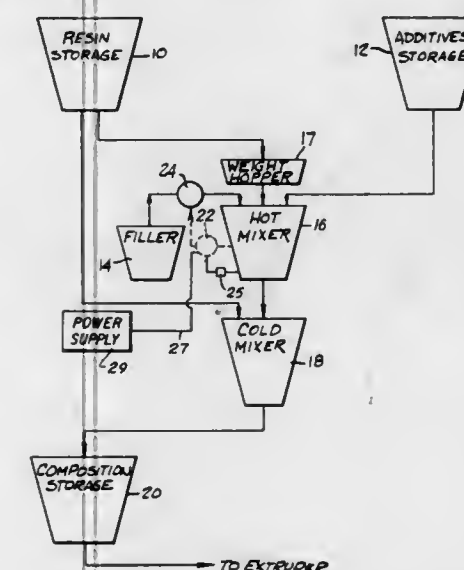 RESIN
STORAGE
10
12
ADDITIVES
STORAGE
17
WEIGHT
HOPPER
24
22
HOT
MIXER
16
FILLER
14
25
POWER
SUPPLY
29
27
COLD
MIXER
18
COMPOSITION
STORAGE
20
TO EXTRUDER